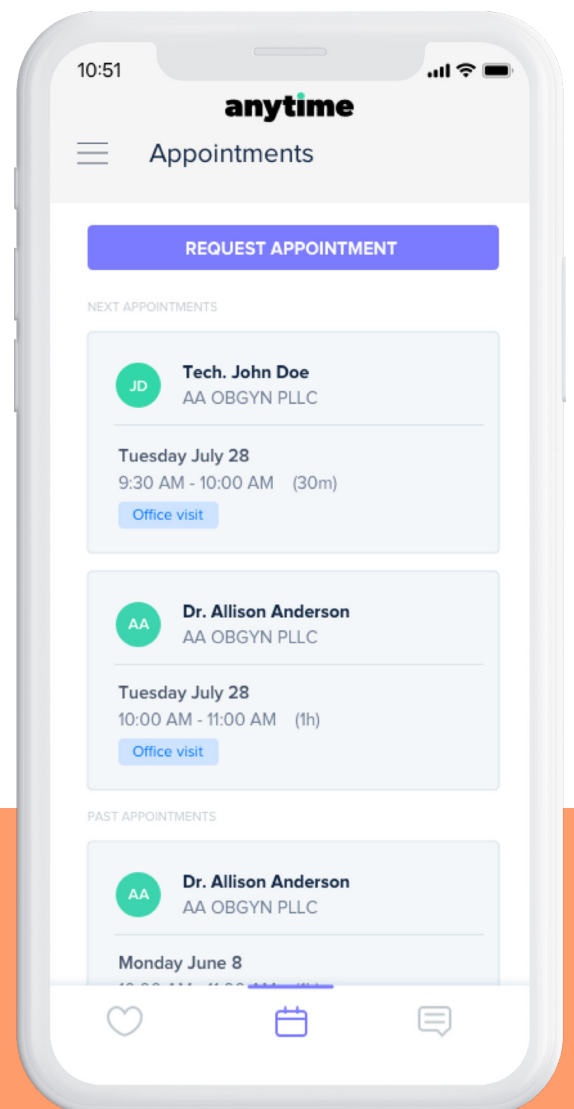 10:51
anytime
Appointments
REQUEST APPOINTMENT
NEXT APPOINTMENTS
JD
Tech. John Doe
AA OBGYN PLLC
Tuesday July 28
9:30 AM - 10:00 AM (30m)
Office visit
AA
Dr. Allison Anderson
AA OBGYN PLLC
Tuesday July 28
10:00 AM - 11:00 AM (1h)
Office visit
PAST APPOINTMENTS
AA
Dr. Allison Anderson
AA OBGYN PLLC
Monday June 8